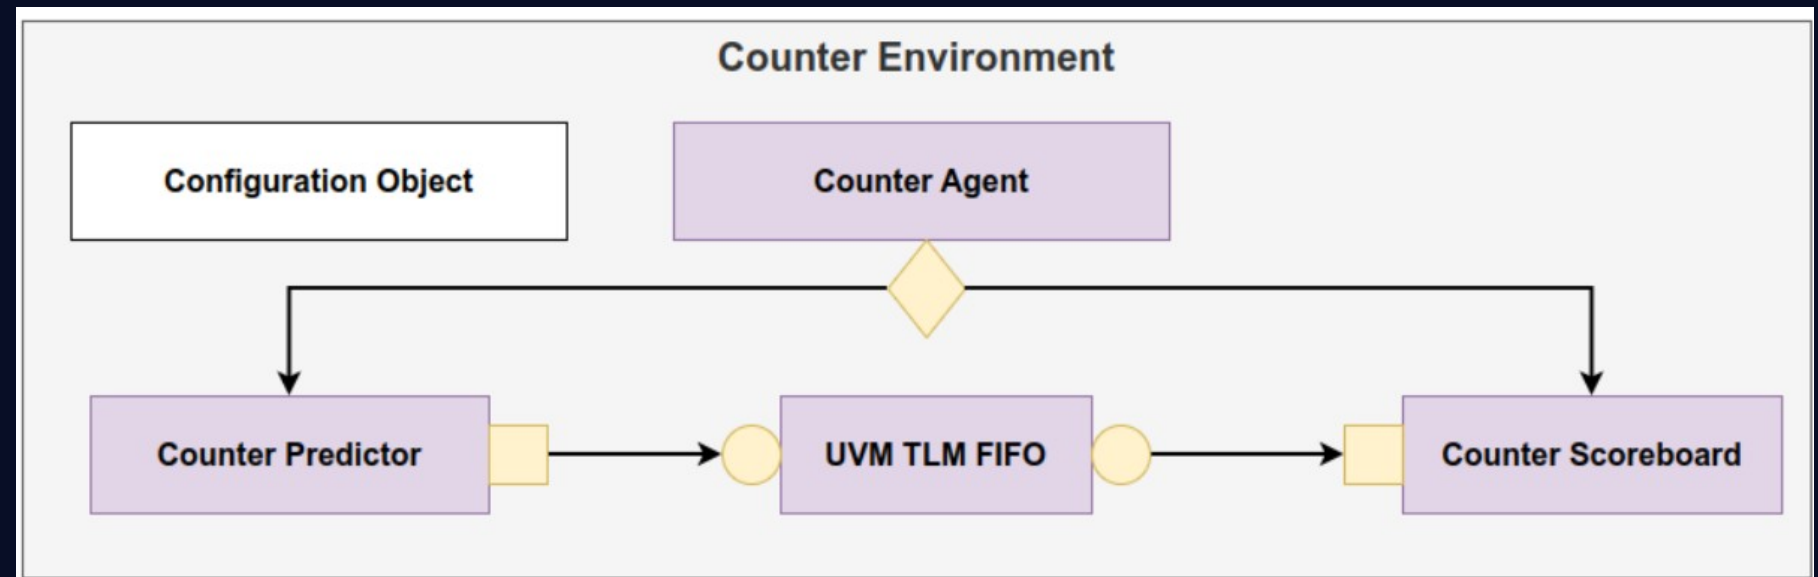 Counter Environment
Configuration Object
Counter Agent
Counter Predictor
UVM TLM FIFO
Counter Scoreboard